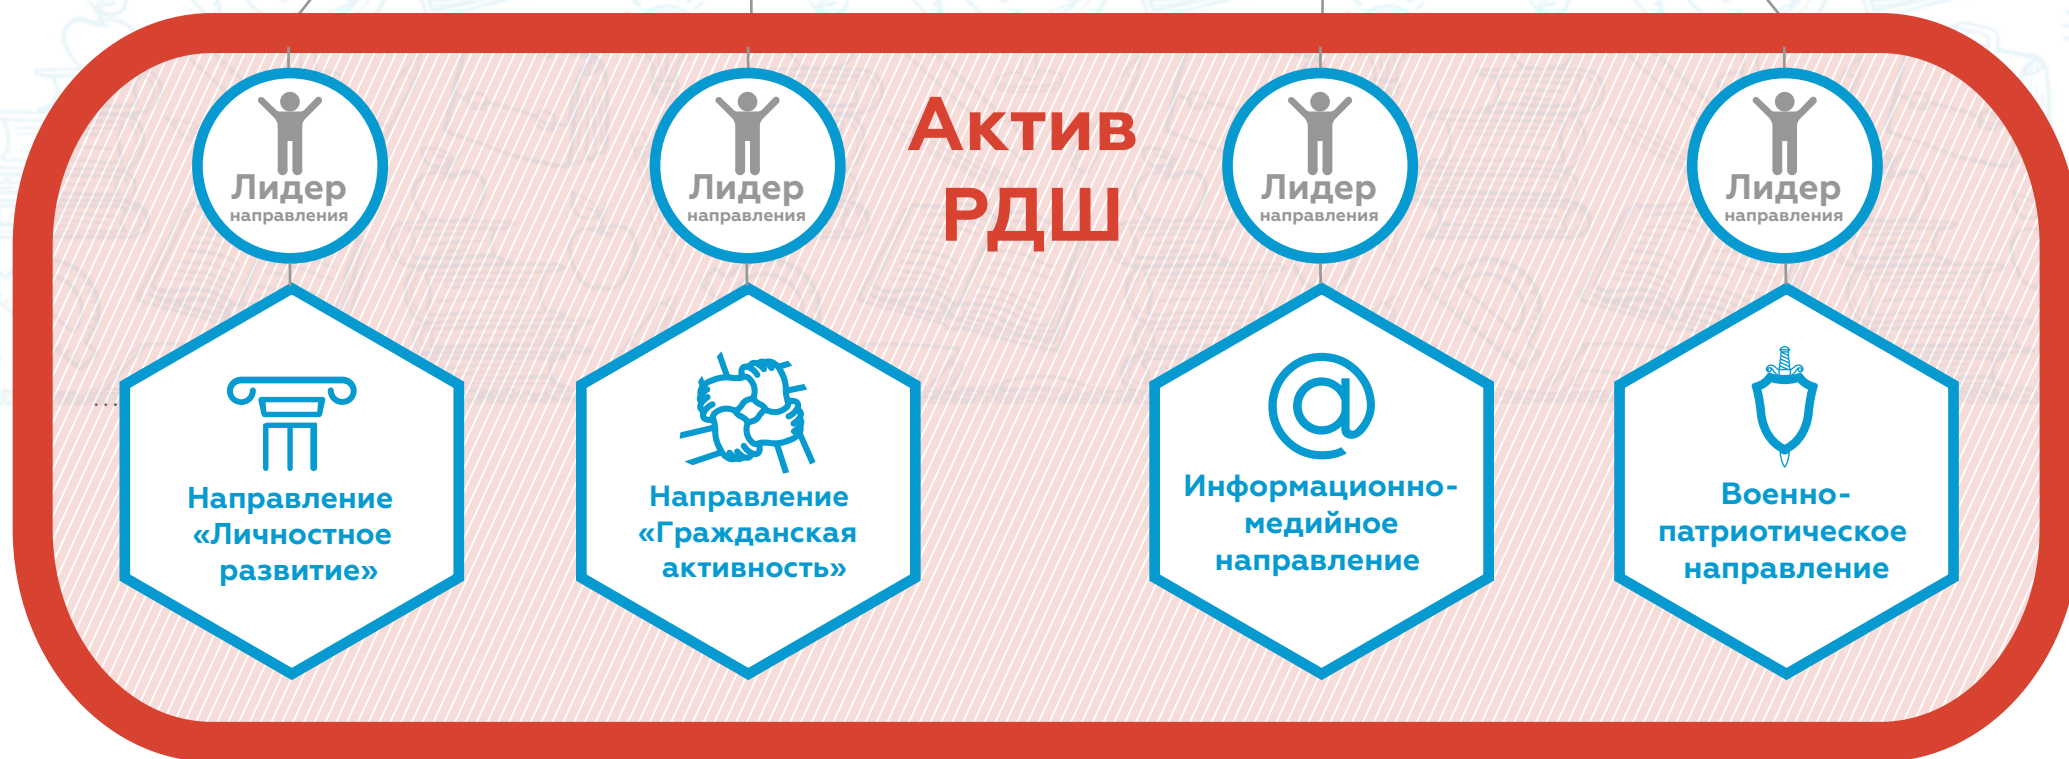 Актив
РДШ
Лидер
направления
Лидер
направления
Лидер
направления
Лидер
направления
Направление
«Личностное
развитие»
Направление
«Гражданская
активность»
Информационно-
медийное
направление
Военно-
патриотическое
направление